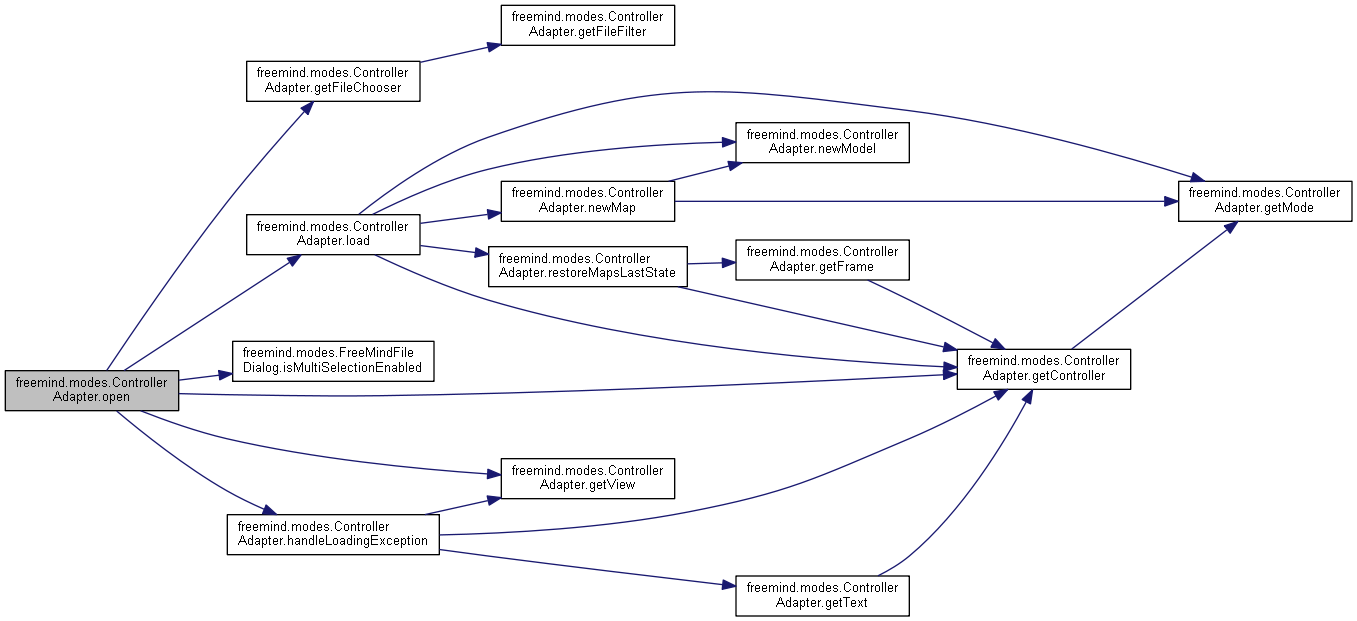 freemind.modes.Controller
Adapter.getFileFilter
freemind.modes.Controller
Adapter.getFileChooser
freemind.modes.Controller
Adapter.newModel
freemind.modes.Controller
Adapter.newMap
freemind.modes.Controller
Adapter.getMode
freemind.modes.Controller
Adapter.load
freemind.modes.Controller
Adapter.restoreMapsLastState
freemind.modes.Controller
Adapter.getFrame
freemind.modes.FreeMindFile
Dialog.isMultiSelectionEnabled
freemind.modes.Controller
Adapter.getController
freemind.modes.Controller
Adapter.open
freemind.modes.Controller
Adapter.getView
freemind.modes.Controller
Adapter.handleLoadingException
freemind.modes.Controller
Adapter.getText